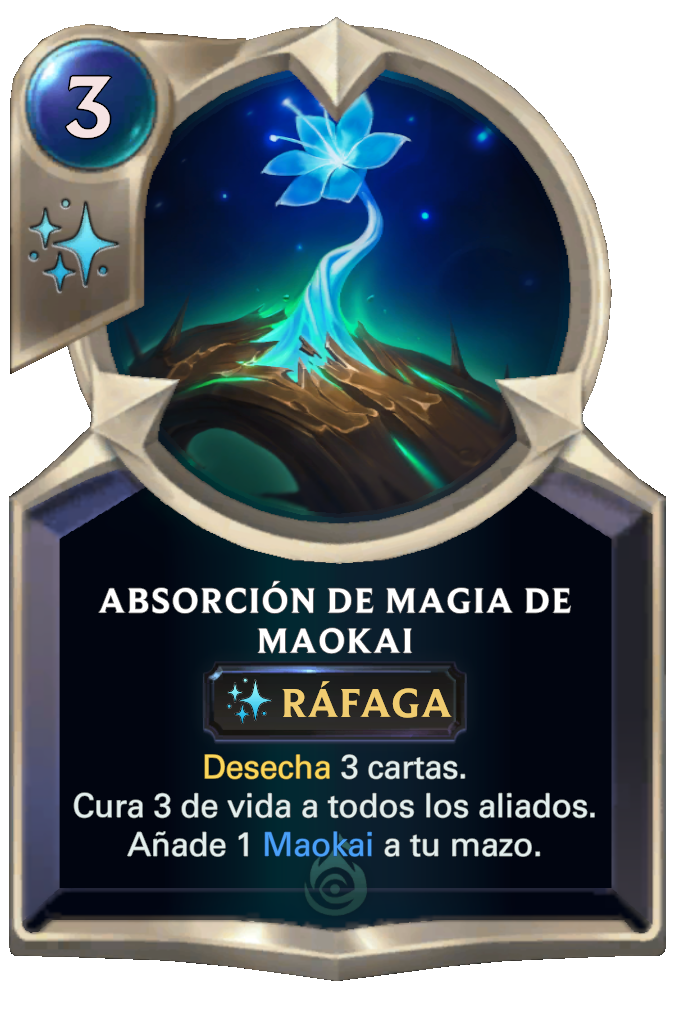 3
ABSORCIÓN DE MAGIA DE
MAOKAI
RÁFAGA
Desecha 3 cartas.
Cura 3 de vida a todos los aliados.
Añade 1 Maokai a tu mazo.